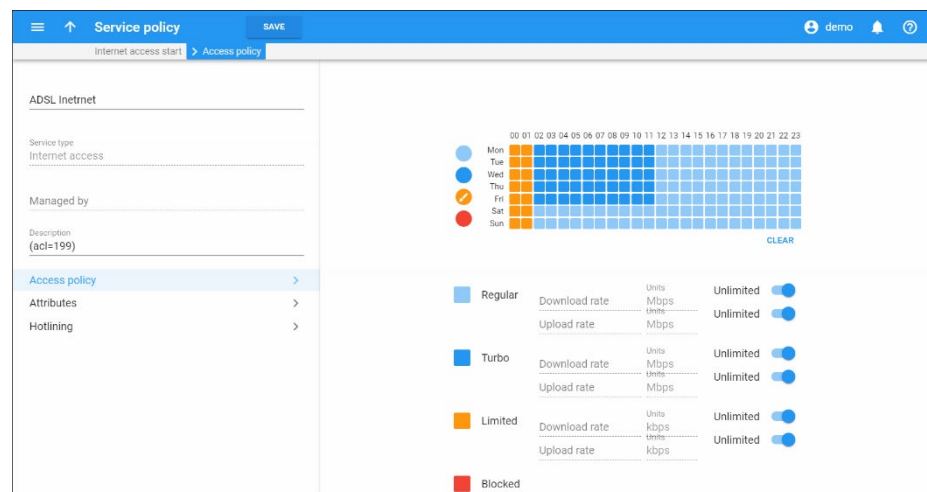 Service policy
SAVE
demo
Internet access start > Access policy
ADSL Inetrnet
Service type
Internet access
Managed by
Description
(acl=199)
Access policy
Attributes
Hotlining
00 01 02 03 04 05 06 07 08 09 10 11 12 13 14 15 16 17 18 19 20 21 22 23
Mon
Tue
Wed
Thu
Fri
Sat
Sun
CLEAR
Regular
Download rate
Units
Mbps
Unlimited
Upload rate
Units
Mbps
Unlimited
Turbo
Download rate
Units
Mbps
Unlimited
Upload rate
Units
Mbps
Unlimited
Limited
Download rate
Units
kbps
Unlimited
Upload rate
Units
kbps
Unlimited
Blocked